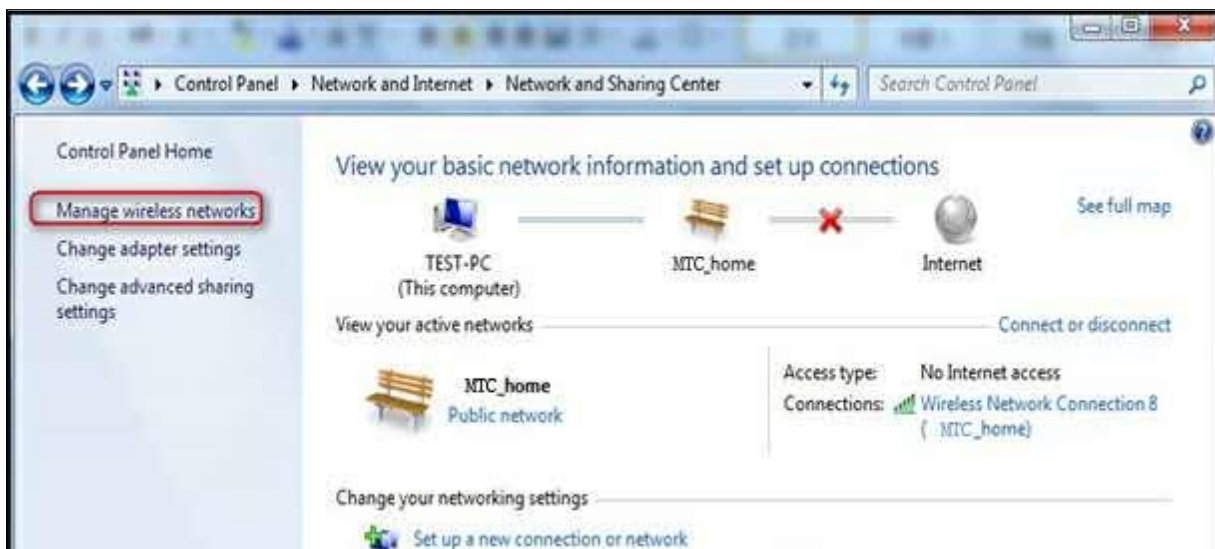 Control Panel Network and Internet Network and Sharing Center Search Control Panel
Control Panel Home
Manage wireless networks
Change adapter settings
Change advanced sharing
settings
View your basic network information and set up connections
See full map
TEST-PC MTC_home Internet
(This computer)
View your active networks Connect or disconnect
MTC_home
Public network
Access type: No Internet access
Connections: Wireless Network Connection 8
( MTC_home)
Change your networking settings
Set up a new connection or network